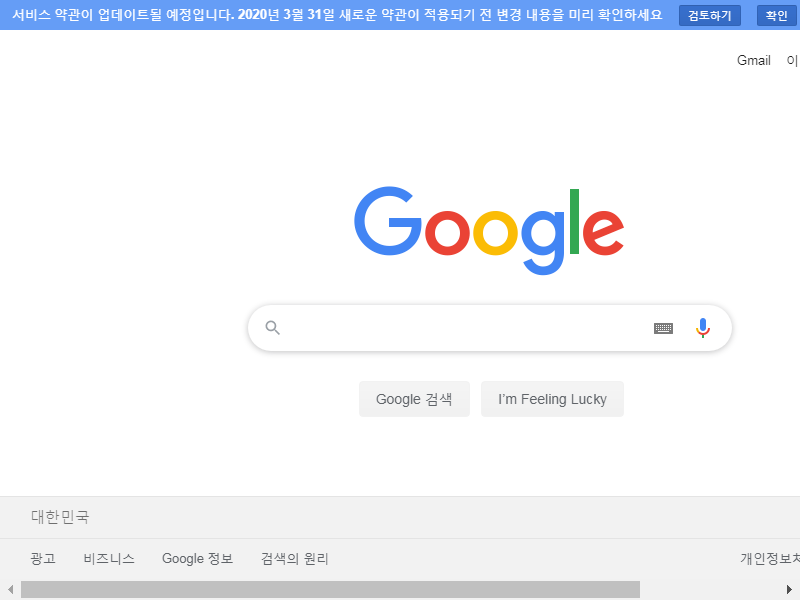 서비스 약관이 업데이트될 예정입니다. 2020년 3월 31일 새로운 약관이 적용되기 전 변경 내용을 미리 확인하세요 검토하기 확인
Gmail 이
Google
Google 검색 I'm Feeling Lucky
대한민국
광고 비즈니스 Google 정보 검색의 원리 개인정보처